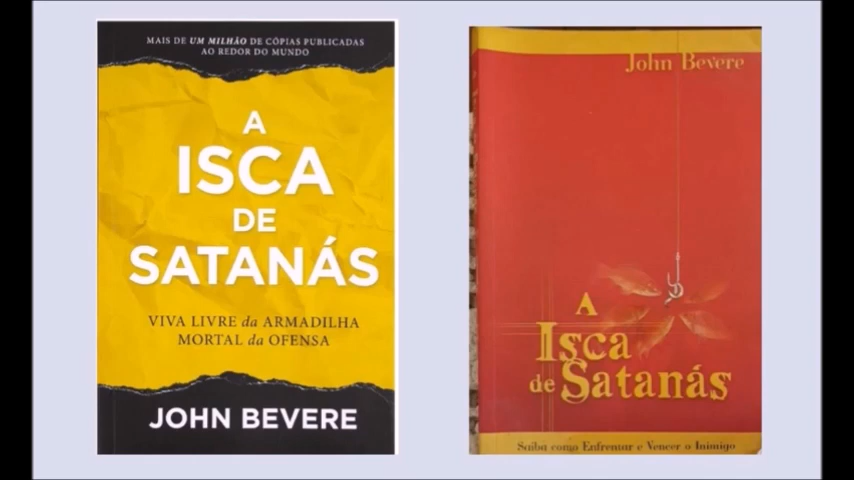 MAIS DE UM MILHÃO DE CÓPIAS PUBLICADAS
AO REDOR DO MUNDO
A
ISCA
DE
SATANÁS
VIVA LIVRE da ARMADILHA
MORTAL da OFENSA
JOHN BEVERE
John Bevere
A
Isca
de Satanás
Saiba como Enfrentar e Vencer o Inimigo